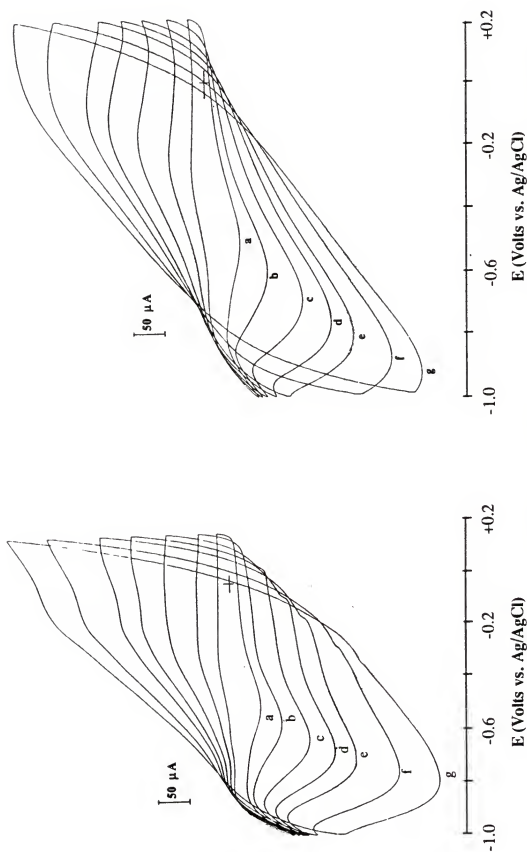 50 µA
a
b
c
d
e
f
g
-1.0 -0.6 -0.2 +0.2
E (Volts vs. Ag/AgCl)
50 µA
a
b
c
d
e
f
g
-1.0 -0.6 -0.2 +0.2
E (Volts vs. Ag/AgCl)